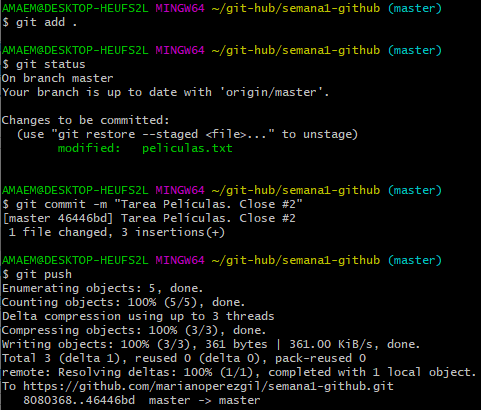 AMAEM@DESKTOP-HEUFS2L MINGW64 ~/git-hub/semana1-github (master)
$ git add .
AMAEM@DESKTOP-HEUFS2L MINGW64 ~/git-hub/semana1-github (master)
$ git status
On branch master
Your branch is up to date with 'origin/master'.
Changes to be committed:
(use "git restore --staged <file>..." to unstage)
modified: peliculas.txt
AMAEM@DESKTOP-HEUFS2L MINGW64 ~/git-hub/semana1-github (master)
$ git commit -m "Tarea Películas. Close #2"
[master 46446bd] Tarea Películas. Close #2
1 file changed, 3 insertions(+)
AMAEM@DESKTOP-HEUFS2L MINGW64 ~/git-hub/semana1-github (master)
$ git push
Enumerating objects: 5, done.
Counting objects: 100% (5/5), done.
Delta compression using up to 3 threads
Compressing objects: 100% (3/3), done.
Writing objects: 100% (3/3), 361 bytes | 361.00 KiB/s, done.
Total 3 (delta 1), reused 0 (delta 0), pack-reused 0
remote: Resolving deltas: 100% (1/1), completed with 1 local object.
To https://github.com/marianoperezgil/semana1-github.git
8080368..46446bd master -> master